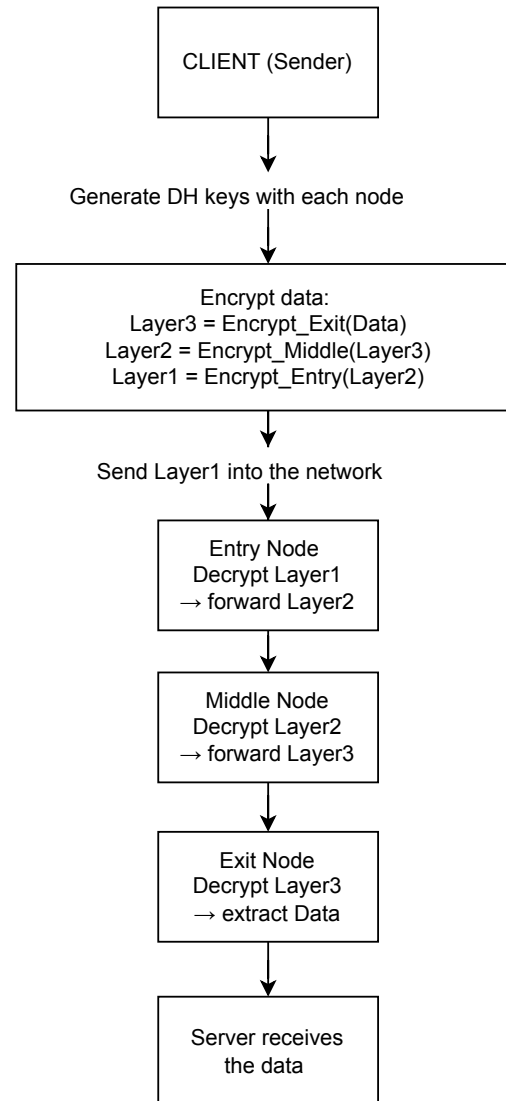 CLIENT (Sender)
Generate DH keys with each node
Encrypt data:
Layer3 = Encrypt_Exit(Data)
Layer2 = Encrypt_Middle(Layer3)
Layer1 = Encrypt_Entry(Layer2)
Send Layer1 into the network
Entry Node
Decrypt Layer1
→ forward Layer2
Middle Node
Decrypt Layer2
→ forward Layer3
Exit Node
Decrypt Layer3
→ extract Data
Server receives
the data